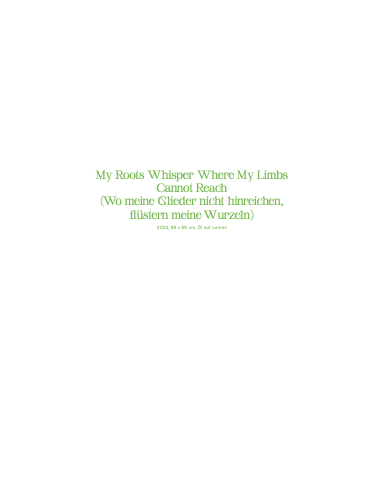 My Roots Whisper Where My Limbs
Cannot Reach
(Wo meine Glieder nicht hinreichen,
flüstern meine Wurzeln)
2024, 88 x 98 cm, Öl auf Leinen